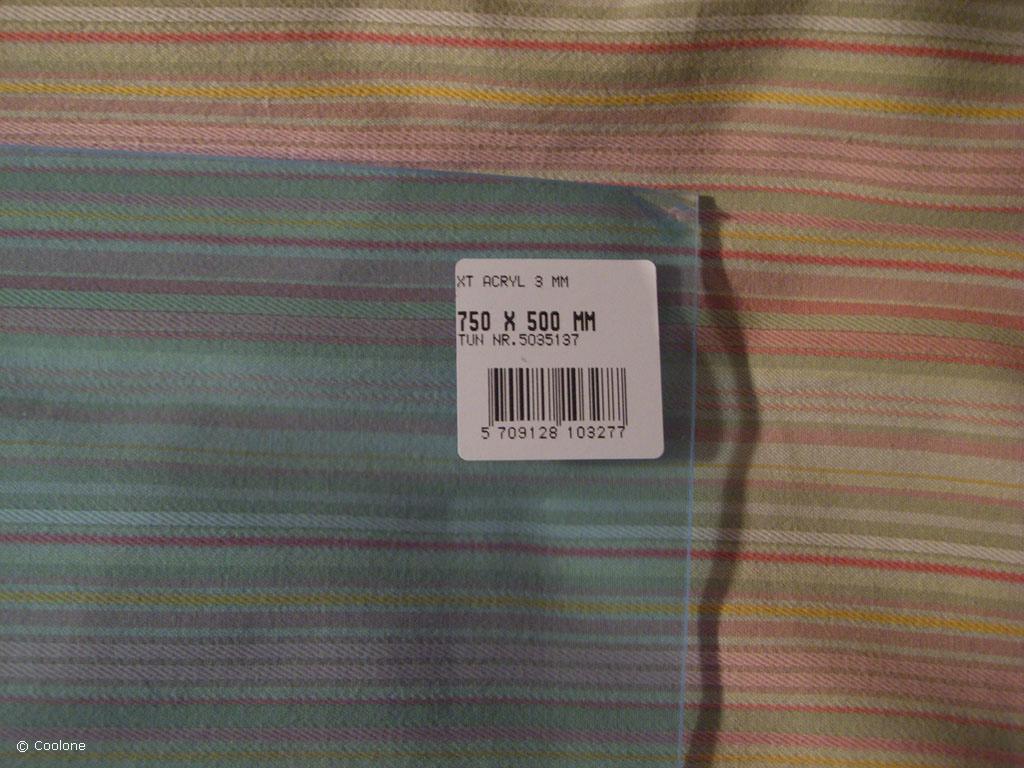 XT ACRYL 3 MM
750 X 500 MM
TUN NR.5035137
5 709128 103277
© Coolone